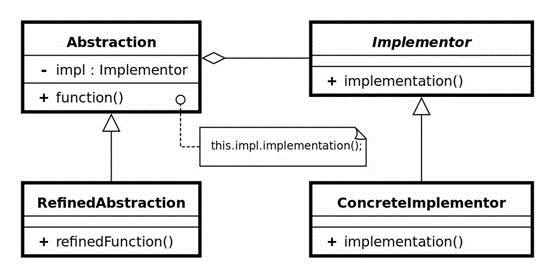 Abstraction
- impl : Implementor
+ function()
Implementor
+ implementation()
this.impl.implementation();
RefinedAbstraction
+ refinedFunction()
ConcreteImplementor
+ implementation()